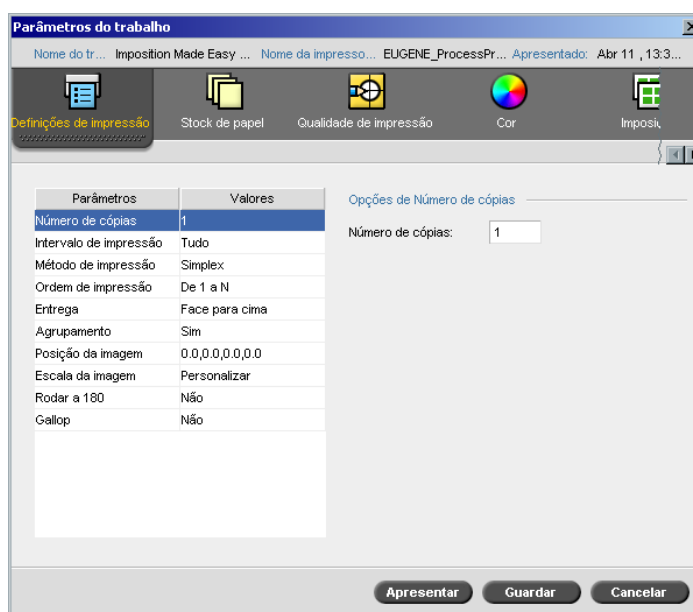 Parâmetros do trabalho
Nome do tr... Imposition Made Easy ... Nome da impresso... EUGENE_ProcessPr... Apresentado: Abr 11 , 13:3...
Definições de impressão Stock de papel Qualidade de impressão Cor Imposiç
Parâmetros Valores
Número de cópias 1
Intervalo de impressão Tudo
Método de impressão Simplex
Ordem de impressão De 1 a N
Entrega Face para cima
Agrupamento Sim
Posição da imagem 0.0,0.0,0.0,0.0
Escala da imagem Personalizar
Rodar a 180 Não
Gallop Não
Opções de Número de cópias
Número de cópias: 1
Apresentar Guardar Cancelar